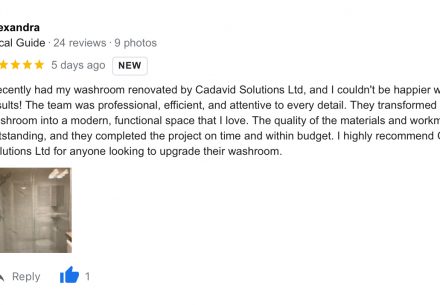 exandra
cal Guide · 24 reviews · 9 photos
5 days ago NEW
ecently had my washroom renovated by Cadavid Solutions Ltd, and I couldn't be happier w
sults! The team was professional, efficient, and attentive to every detail. They transformed
shroom into a modern, functional space that I love. The quality of the materials and workm
tstanding, and they completed the project on time and within budget. I highly recommend C
lutions Ltd for anyone looking to upgrade their washroom.
Reply 1